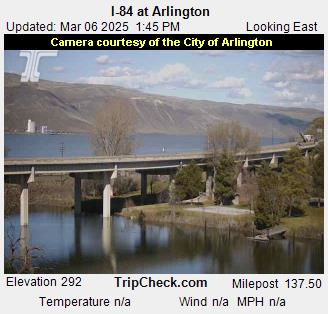 I-84 at Arlington
Updated: Mar 06 2025 1:45 PM Looking East
Camera courtesy of the City of Arlington
Elevation 292 TripCheck.com Milepost 137.50
Temperature n/a Wind n/a MPH n/a